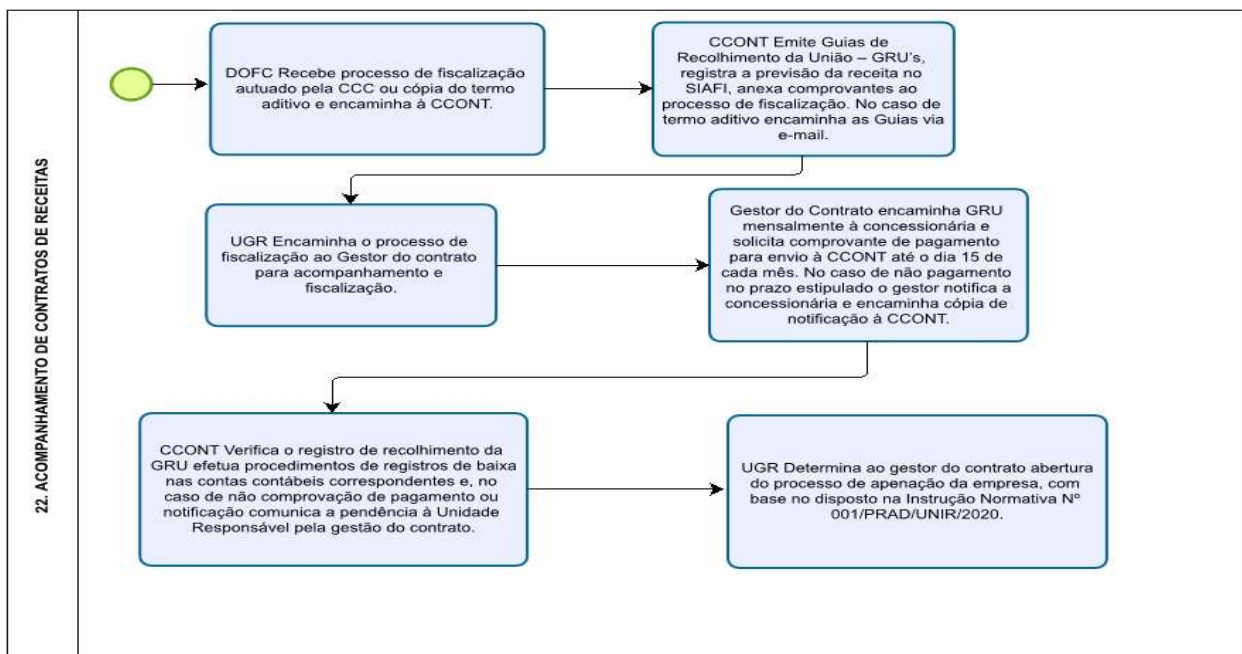 22. ACOMPANHAMENTO DE CONTRATOS DE RECEITAS
DOFC Recebe processo de fiscalização
autuado pela CCC ou cópia do termo
aditivo e encaminha à CCONT.
CCONT Emite Guias de
Recolhimento da União – GRU's,
registra a previsão da receita no
SIAFI, anexa comprovantes ao
processo de fiscalização. No caso de
termo aditivo encaminha as Guias via
e-mail.
UGR Encaminha o processo de
fiscalização ao Gestor do contrato
para acompanhamento e
fiscalização.
Gestor do Contrato encaminha GRU
mensalmente à concessionária e
solicita comprovante de pagamento
para envio à CCONT até o dia 15 de
cada mês. No caso de não pagamento
no prazo estipulado o gestor notifica a
concessionária e encaminha cópia de
notificação à CCONT.
CCONT Verifica o registro de recolhimento da
GRU efetua procedimentos de registros de baixa
nas contas contábeis correspondentes e, no
caso de não comprovação de pagamento ou
notificação comunica a pendência à Unidade
Responsável pela gestão do contrato.
UGR Determina ao gestor do contrato abertura
do processo de apenação da empresa, com
base no disposto na Instrução Normativa Nº
001/PRAD/UNIR/2020.